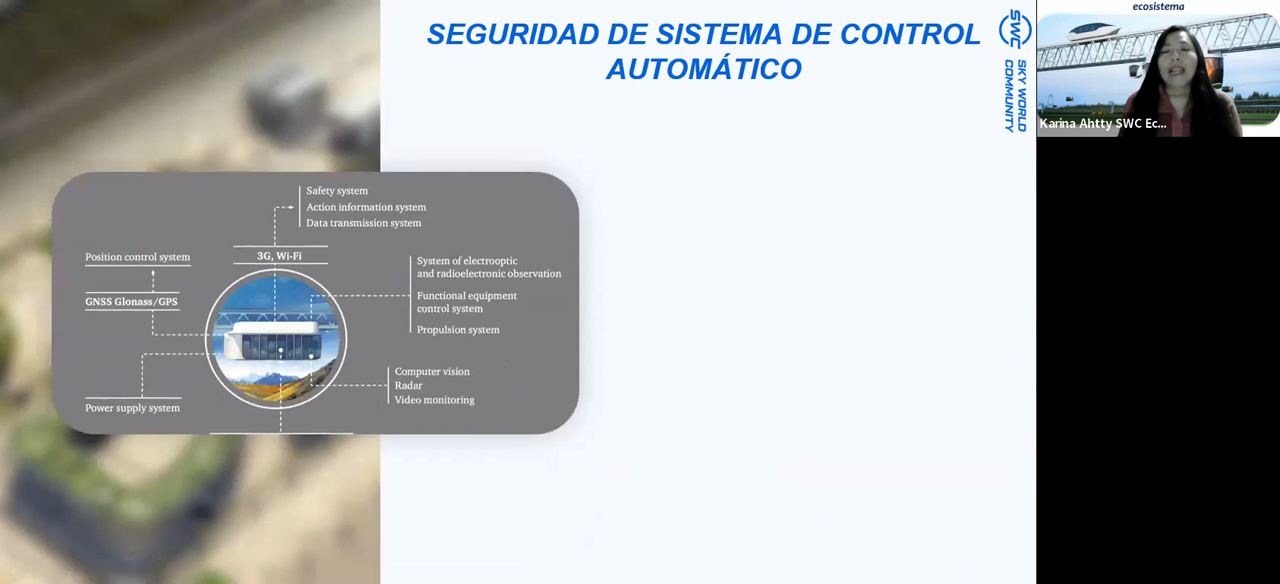 SEGURIDAD DE SISTEMA DE CONTROL
AUTOMÁTICO
SWC
SKY WORLD
COMMUNITY
ecosistema
Karina Ahtty SWC Ec...
Safety system
Action information system
Data transmission system
3G, Wi-Fi
Position control system
GNSS Glonass/GPS
Power supply system
System of electrooptic
and radioelectronic observation
Functional equipment
control system
Propulsion system
Computer vision
Radar
Video monitoring